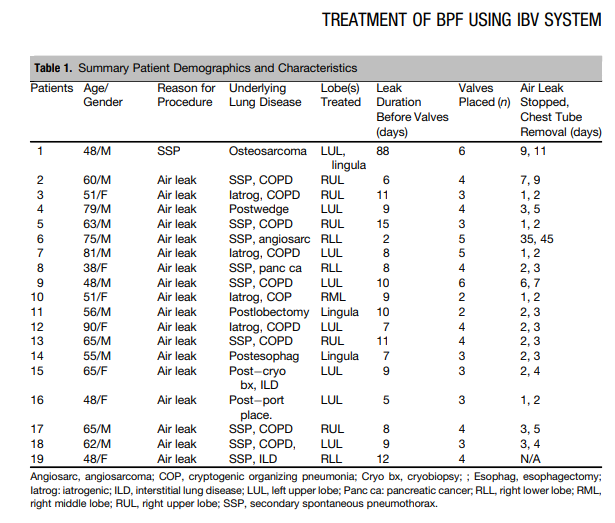 TREATMENT OF BPF USING IBV SYSTEM
Table 1. Summary Patient Demographics and Characteristics
Patients Age/ Reason for Underlying Lobe(s) Leak Valves Air Leak
Gender Procedure Lung Disease Treated Duration Placed (n) Stopped,
Before Valves Chest Tube
(days) Removal (days)
1 48/M SSP Osteosarcoma LUL, 88 6 9, 11
lingula
2 60/M Air leak SSP, COPD RUL 6 4 7, 9
3 51/F Air leak Iatrog, COPD RUL 11 3 1, 2
4 79/M Air leak Postwedge LUL 9 4 3, 5
5 63/M Air leak SSP, COPD RUL 15 3 1, 2
6 75/M Air leak SSP, angiosarc RLL 2 5 35, 45
7 81/M Air leak Iatrog, COPD LUL 8 5 1, 2
8 38/F Air leak SSP, panc ca RLL 8 4 2, 3
9 48/M Air leak SSP, COPD LUL 10 6 6, 7
10 51/F Air leak Iatrog, COP RML 9 2 1, 2
11 56/M Air leak Postlobectomy Lingula 10 2 2, 3
12 90/F Air leak Iatrog, COPD LUL 7 4 2, 3
13 65/M Air leak SSP, COPD RUL 11 4 2, 3
14 55/M Air leak Postesophag Lingula 7 3 2, 3
15 65/F Air leak Post−cryo LUL 9 3 2, 4
bx, ILD
16 48/F Air leak Post−port LUL 5 3 1, 2
place.
17 65/M Air leak SSP, COPD RUL 8 4 3, 5
18 62/M Air leak SSP, COPD, LUL 9 3 3, 4
19 48/F Air leak SSP, ILD RLL 12 4 N/A
Angiosarc, angiosarcoma; COP, cryptogenic organizing pneumonia; Cryo bx, cryobiopsy; ; Esophag, esophagectomy;
Iatrog: iatrogenic; ILD, interstitial lung disease; LUL, left upper lobe; Panc ca: pancreatic cancer; RLL, right lower lobe; RML,
right middle lobe; RUL, right upper lobe; SSP, secondary spontaneous pneumothorax.